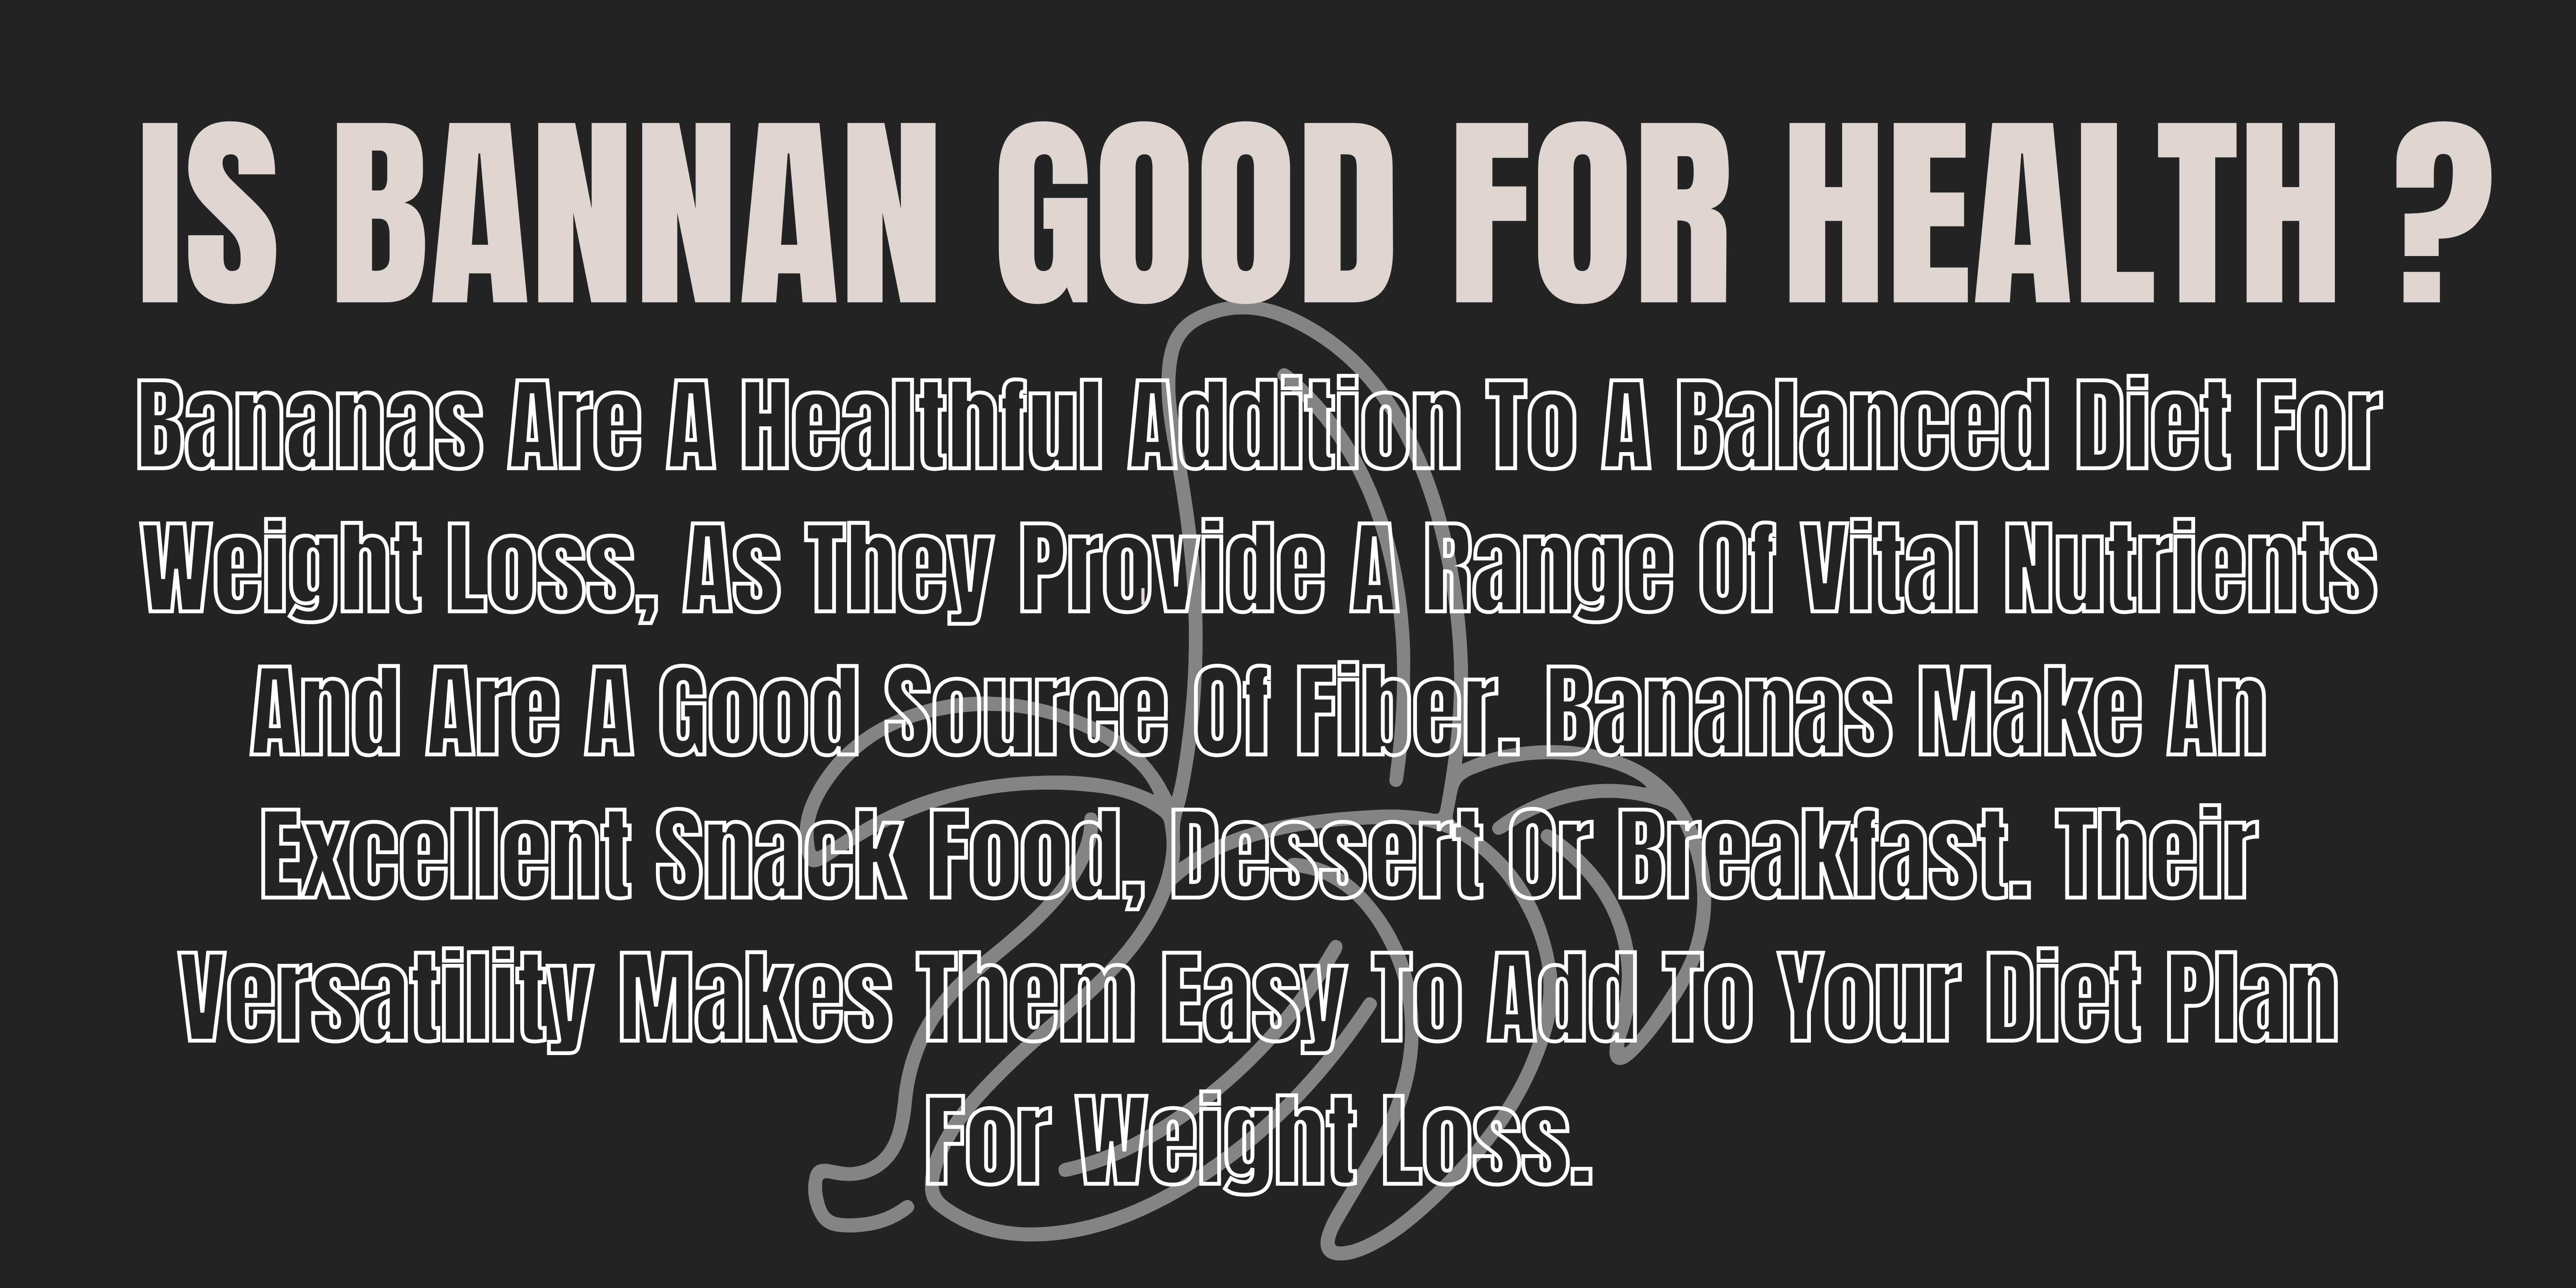 IS BANNAN GOOD FOR HEALTH ?
Bananas Are A Healthful Addition To A Balanced Diet For
Weight Loss, As They Provide A Range Of Vital Nutrients
And Are A Good Source Of Fiber. Bananas Make An
Excellent Snack Food, Dessert Or Breakfast. Their
Versatility Makes Them Easy To Add To Your Diet Plan
For Weight Loss.